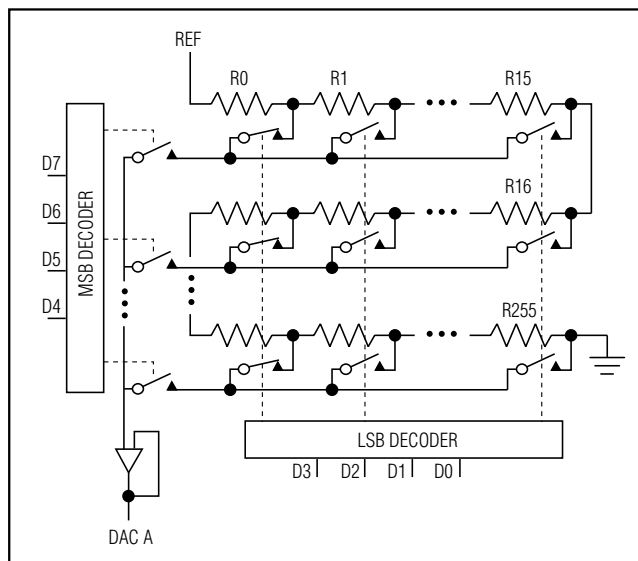 REF
R0
R1
R15
D7
D6
D5
D4
MSB DECODER
R16
R255
LSB DECODER
D3
D2
D1
D0
DAC A